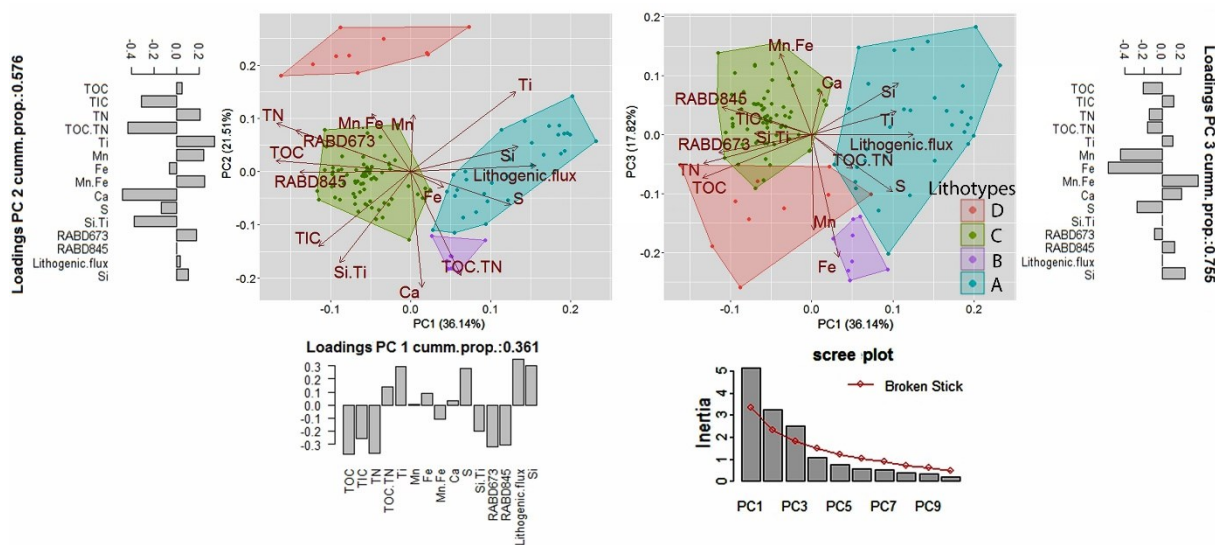 Loadings PC 2 cumm.prop.:0.576
-0.4
-0.2
0.0
0.2
TOC
TIC
TN
TOC.TN
Ti
Mn
Fe
Mn.Fe
Ca
S
Si.Ti
RABD673
RABD845
Lithogenic.flux
Si
PC2 (21.51%)
0.2
0.1
0.0
-0.1
-0.2
Ti
TN
Mn.Fe
Mn
RABD673
TOC
Si
RABD845
Lithogenic.flux
Fe
S
TIC
Si.Ti
TOC.TN
Ca
-0.1
0.0
0.1
0.2
PC1 (36.14%)
PC3 (17.82%)
0.2
0.1
0.0
-0.1
-0.2
Mn.Fe
Ca
Si
RABD845
TIC
Ti
Si.Ti
Lithogenic.flux
RABD673
TOC.TN
TN
TOC
S
Mn
Fe
Lithotypes
D
C
B
A
-0.1
0.0
0.1
0.2
PC1 (36.14%)
-0.4
-0.2
0.0
0.2
TOC
TIC
TN
TOC.TN
Ti
Mn
Fe
Mn.Fe
Ca
S
Si.Ti
RABD673
RABD845
Lithogenic.flux
Si
Loadings PC 3 cumm.prop.:0.755
Loadings PC 1 cumm.prop.:0.361
0.3
0.2
0.1
0.0
-0.1
-0.3
TOC
TIC
TN
TOC.TN
Ti
Mn
Fe
Mn.Fe
Ca
S
Si.Ti
RABD673
RABD845
Lithogenic.flux
Si
scree plot
Broken Stick
Inertia
5
4
3
2
1
0
PC1
PC3
PC5
PC7
PC9